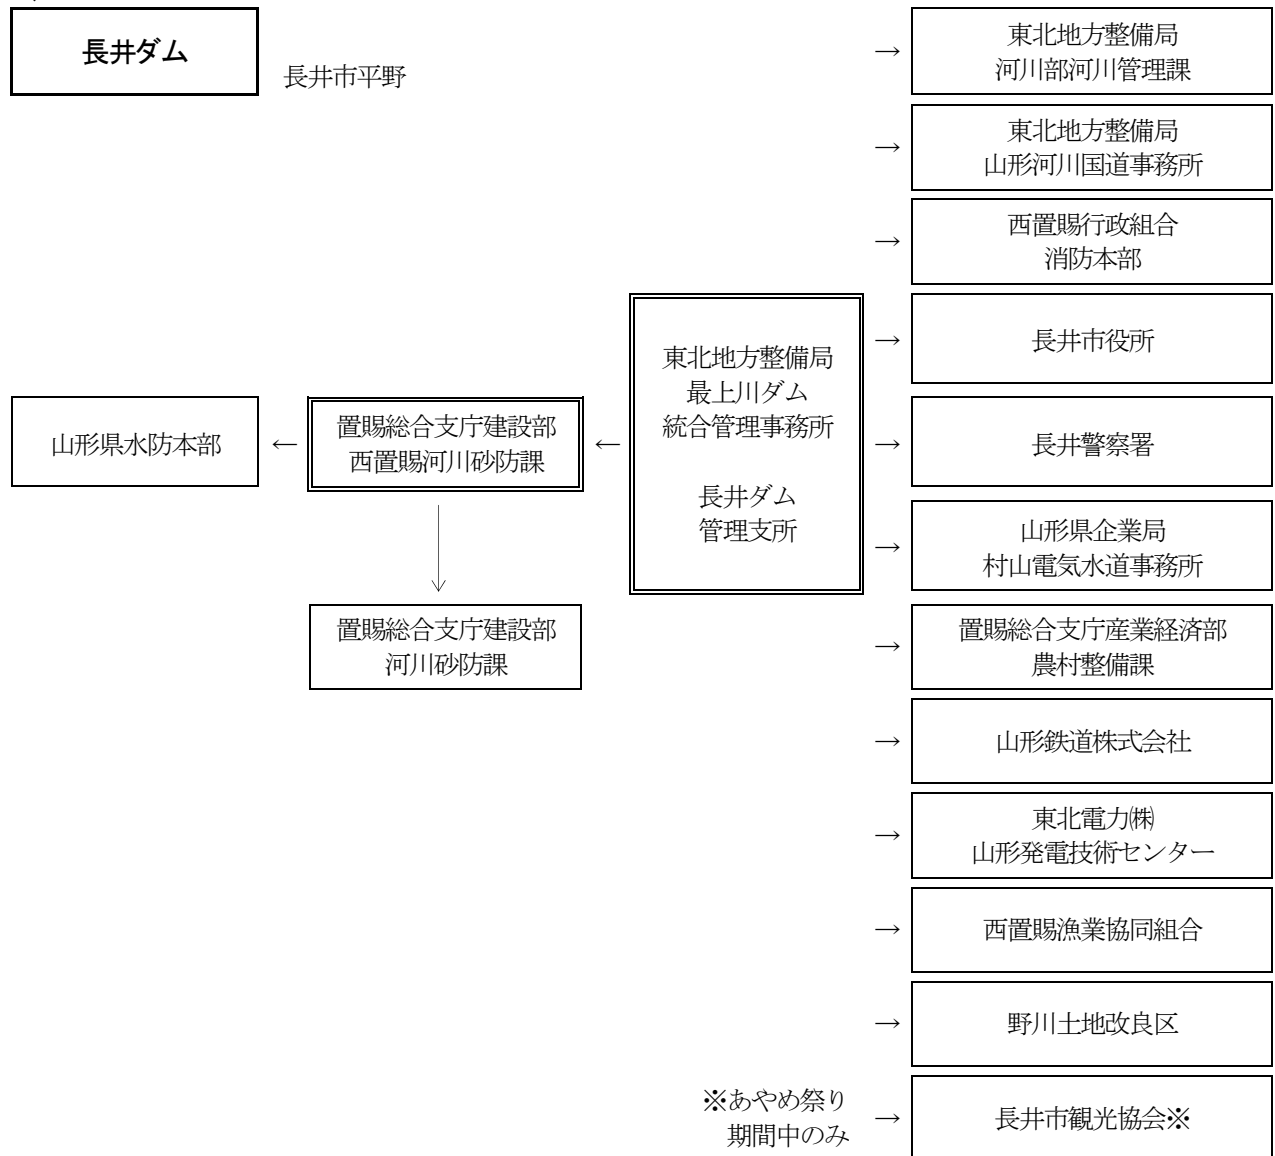 長井ダム
長井市平野
→
東北地方整備局
河川部河川管理課
→
東北地方整備局
山形河川国道事務所
→
西置賜行政組合
消防本部
→
長井市役所
→
長井警察署
→
山形県企業局
村山電気水道事務所
→
置賜総合支庁産業経済部
農村整備課
→
山形鉄道株式会社
→
東北電力㈱
山形発電技術センター
→
西置賜漁業協同組合
→
野川土地改良区
→
長井市観光協会※
※あやめ祭り
期間中のみ
東北地方整備局
最上川ダム
統合管理事務所
長井ダム
管理支所
←
置賜総合支庁建設部
西置賜河川砂防課
←
山形県水防本部
置賜総合支庁建設部
河川砂防課